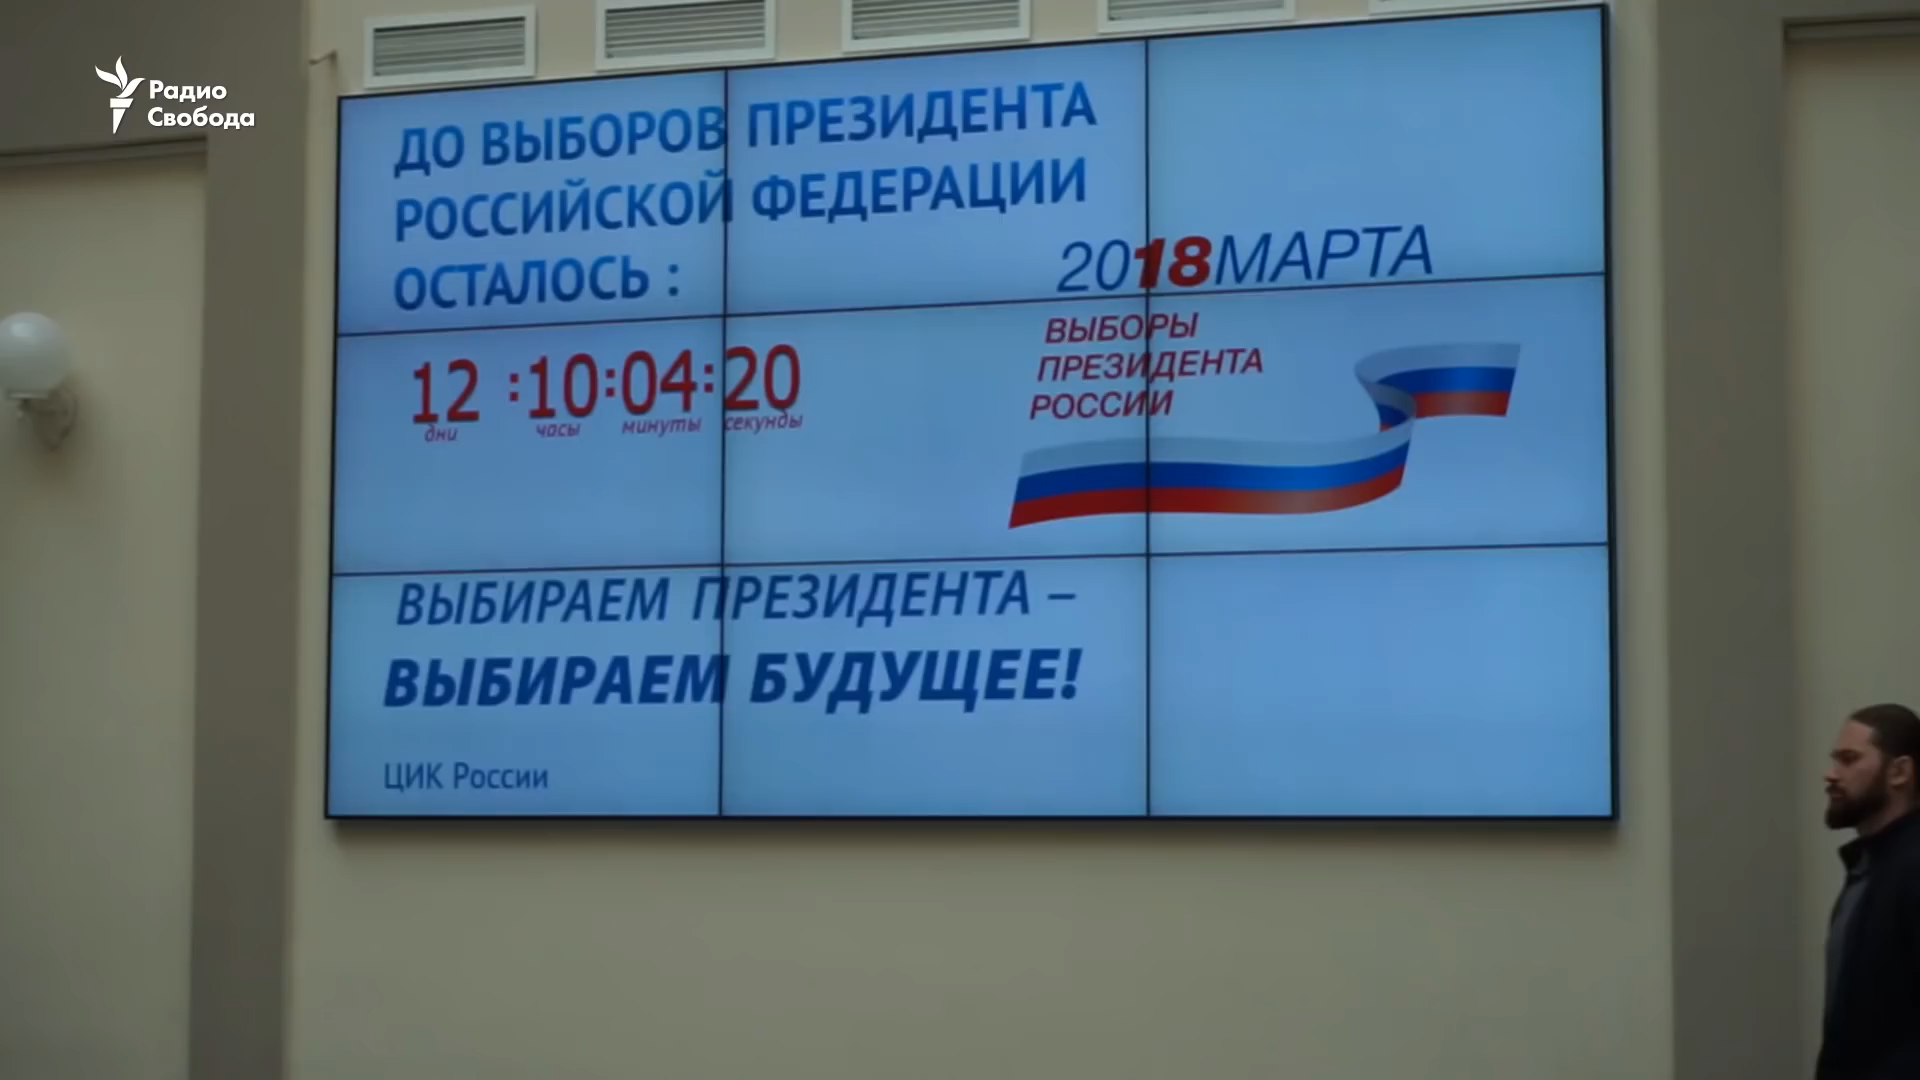 Радио
Свобода
ДО ВЫБОРОВ ПРЕЗИДЕНТА
РОССИЙСКОЙ ФЕДЕРАЦИИ
ОСТАЛОСЬ :
12 :10:04:20
дни часы минуты секунды
2018МАРТА
ВЫБОРЫ
ПРЕЗИДЕНТА
РОССИИ
ВЫБИРАЕМ ПРЕЗИДЕНТА –
ВЫБИРАЕМ БУДУЩЕЕ!
ЦИК России